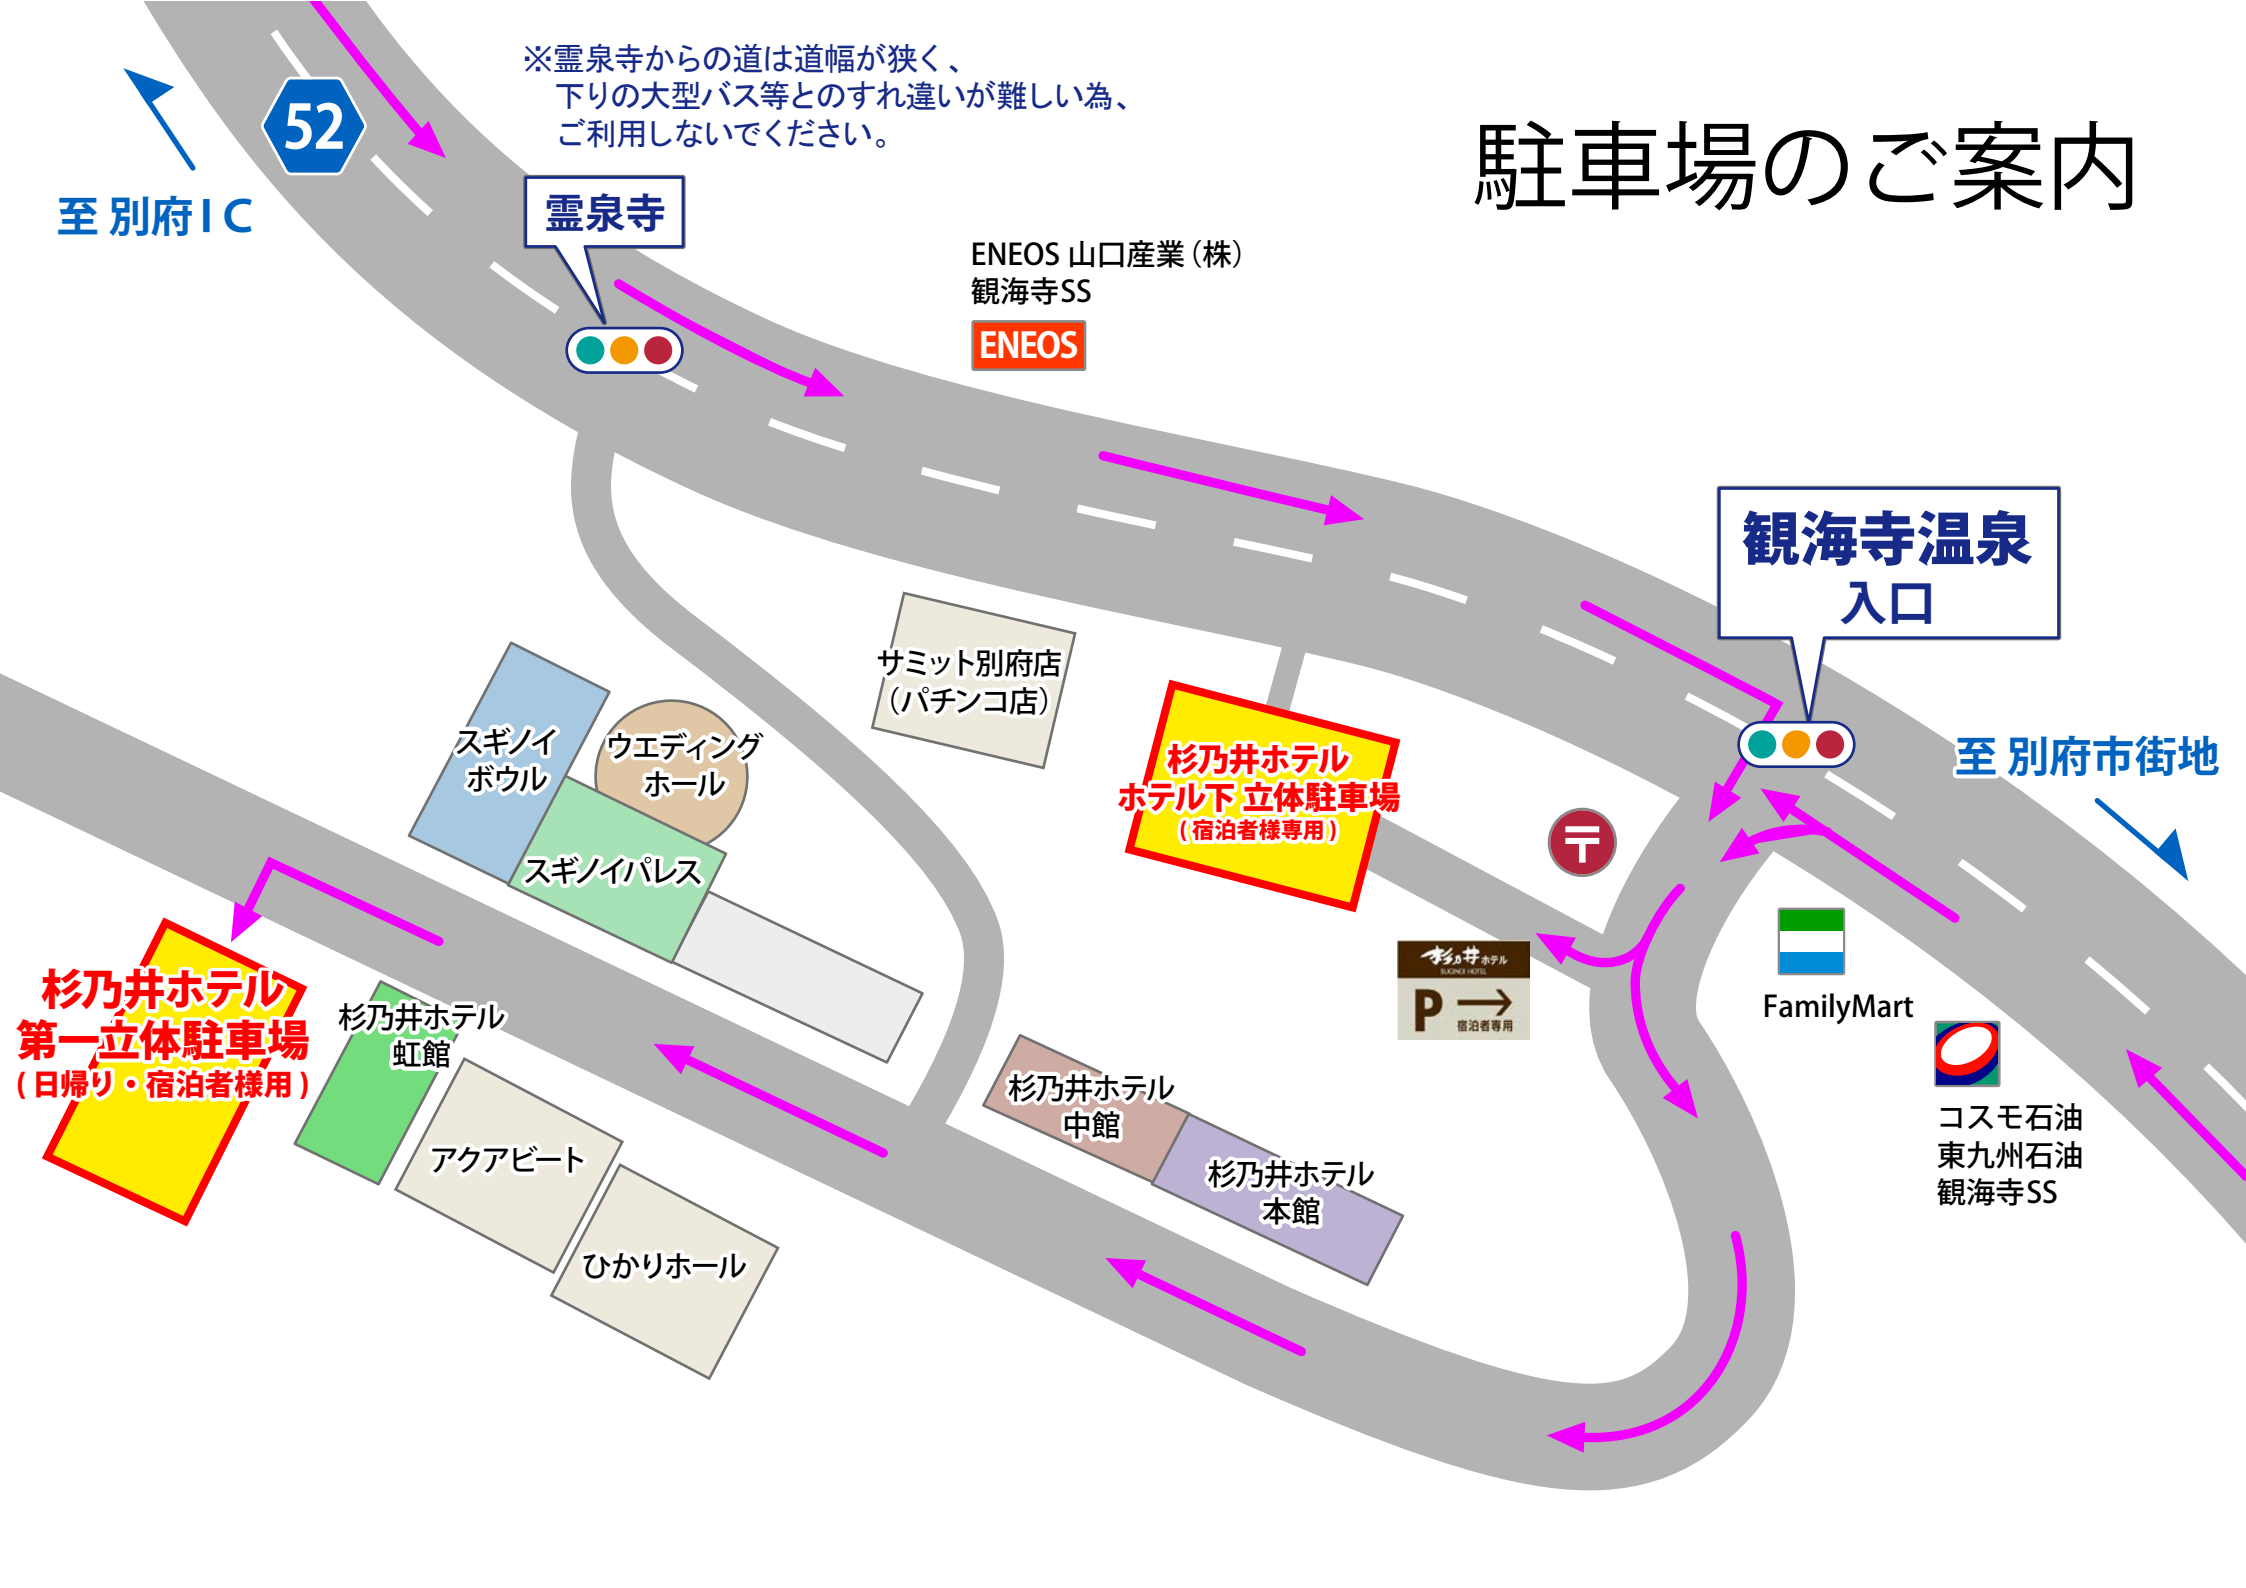 ※霊泉寺からの道は道幅が狭く、
下りの大型バス等とのすれ違いが難しい為、
ご利用しないでください。
駐車場のご案内
52
至 別府IC
霊泉寺
ENEOS 山口産業（株）
観海寺SS
ENEOS
観海寺温泉
入口
至 別府市街地
サミット別府店
（パチンコ店）
スギノイ
ボウル
ウエディング
ホール
杉乃井ホテル
ホテル下 立体駐車場
(宿泊者様専用)
〒
スギノイパレス
杉乃井ホテル
SUGINOI HOTEL
P →
宿泊者専用
FamilyMart
杉乃井ホテル
第一立体駐車場
(日帰り・宿泊者様用)
杉乃井ホテル
虹館
杉乃井ホテル
中館
コスモ石油
東九州石油
観海寺SS
アクアビート
杉乃井ホテル
本館
ひかりホール